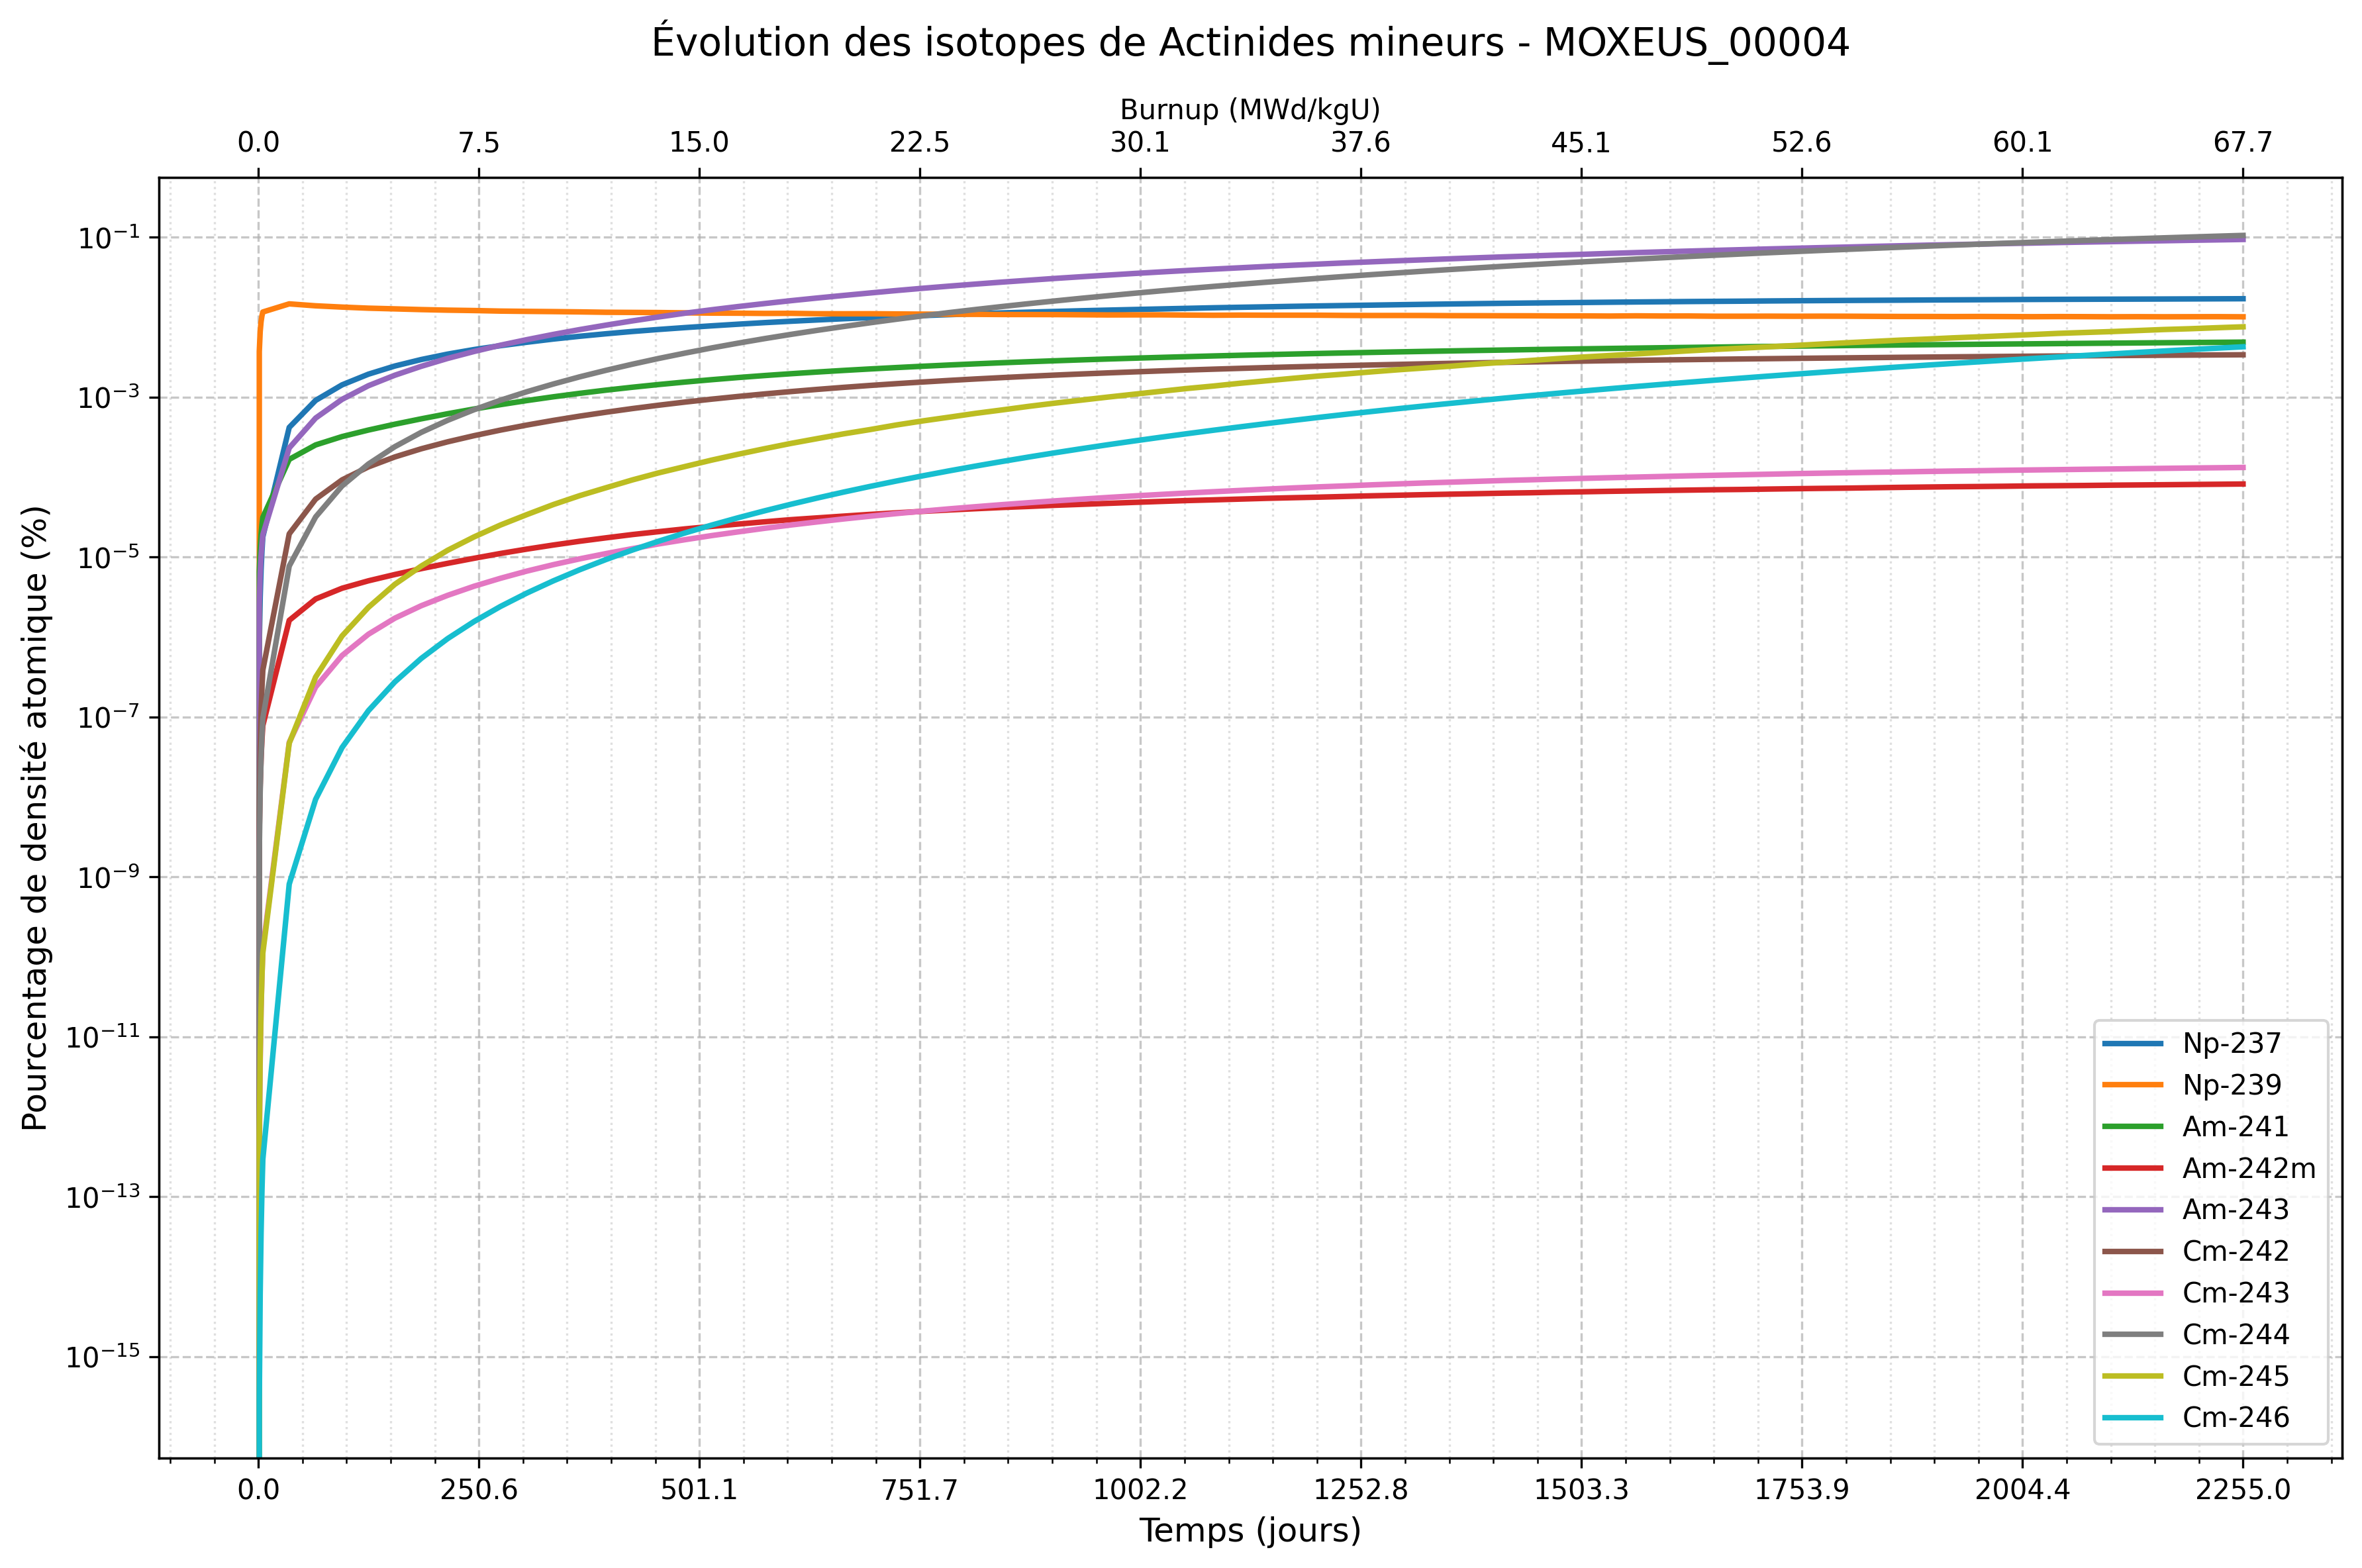 Évolution des isotopes de Actinides mineurs - MOXEUS_00004
Burnup (MWd/kgU)
0.0 7.5 15.0 22.5 30.1 37.6 45.1 52.6 60.1 67.7
Pourcentage de densité atomique (%)
10⁻¹
10⁻³
10⁻⁵
10⁻⁷
10⁻⁹
10⁻¹¹
10⁻¹³
10⁻¹⁵
Np-237
Np-239
Am-241
Am-242m
Am-243
Cm-242
Cm-243
Cm-244
Cm-245
Cm-246
0.0 250.6 501.1 751.7 1002.2 1252.8 1503.3 1753.9 2004.4 2255.0
Temps (jours)